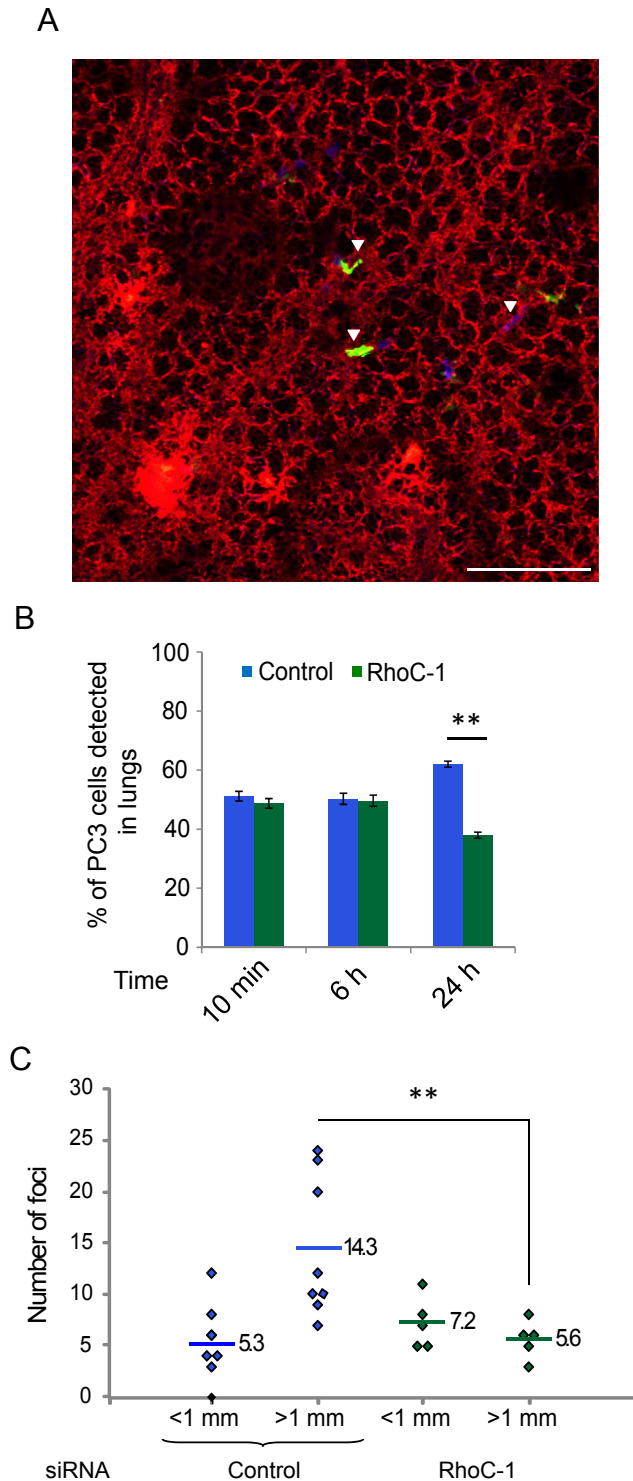 A
B
% of PC3 cells detected
in lungs
100
80
60
40
20
0
Control RhoC-1
**
Time
10 min 6 h 24 h
C
Number of foci
30
25
20
15
10
5
0
**
5.3
14.3
7.2
5.6
<1 mm >1 mm <1 mm >1 mm
siRNA Control RhoC-1